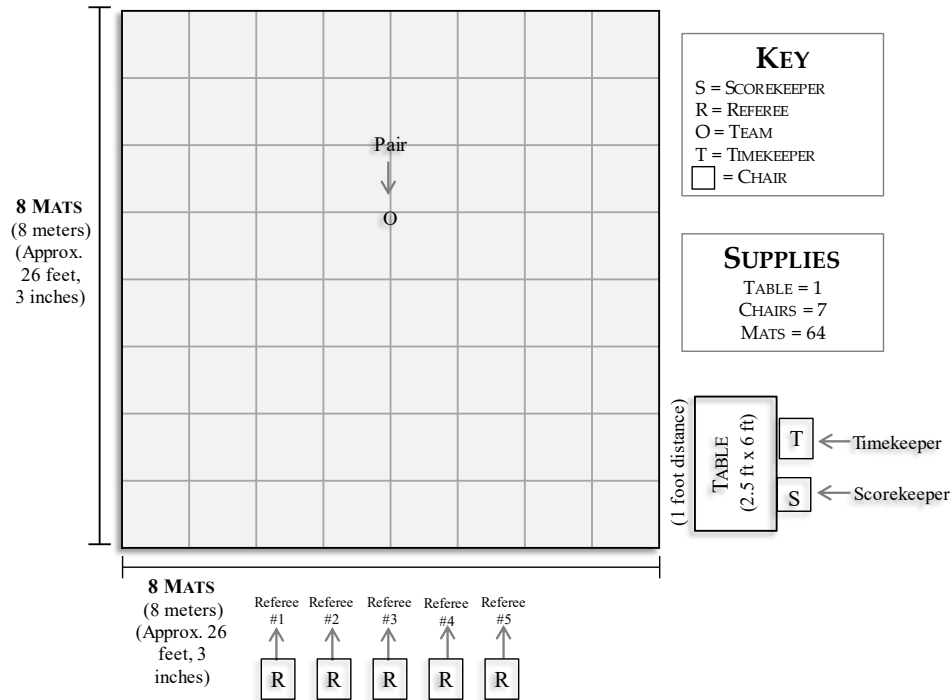 Pair
O
8 MATS
(8 meters)
(Approx.
26 feet,
3 inches)
KEY
S = SCOREKEEPER
R = REFEREE
O = TEAM
T = TIMEKEEPER
= CHAIR
SUPPLIES
TABLE = 1
CHAIRS = 7
MATS = 64
(1 foot distance)
TABLE
(2.5 ft x 6 ft)
T
Timekeeper
S
Scorekeeper
8 MATS
(8 meters)
(Approx. 26
feet, 3
inches)
Referee
#1
Referee
#2
Referee
#3
Referee
#4
Referee
#5
R
R
R
R
R